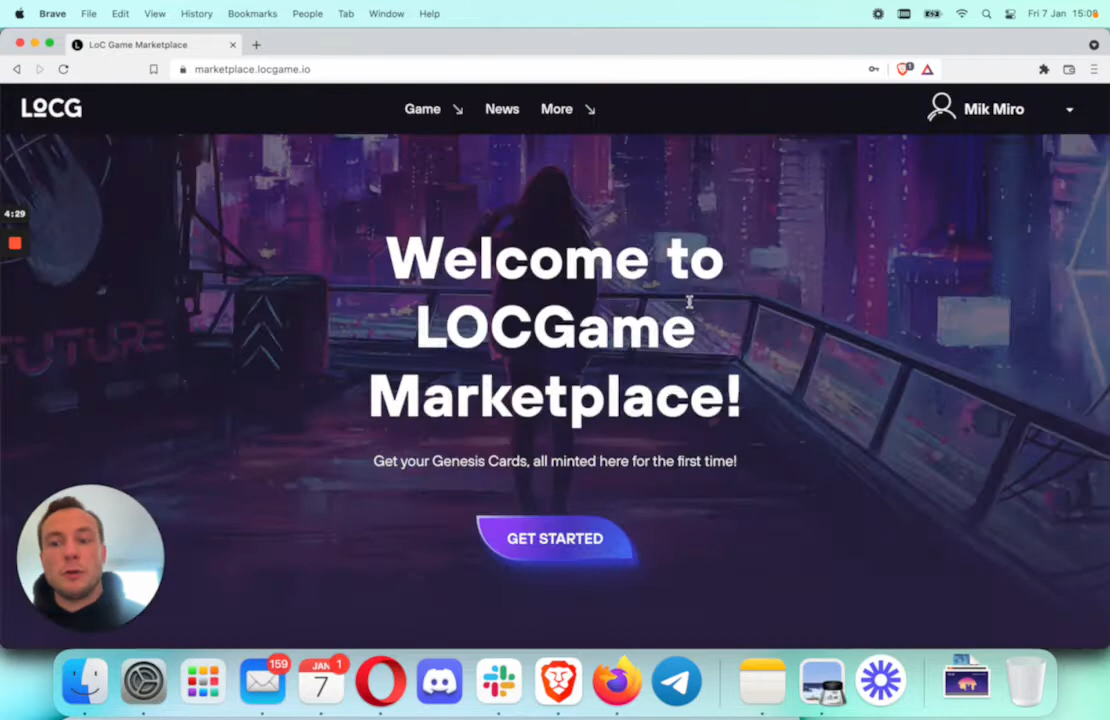 Brave File Edit View History Bookmarks People Tab Window Help Fri 7 Jan 15:08
LoC Game Marketplace
marketplace.locgame.io
LOCG Game News More Mik Miro
4:29
FUTURE
Welcome to
LOCGame
Marketplace!
Get your Genesis Cards, all minted here for the first time!
GET STARTED
159
JAN 1
7